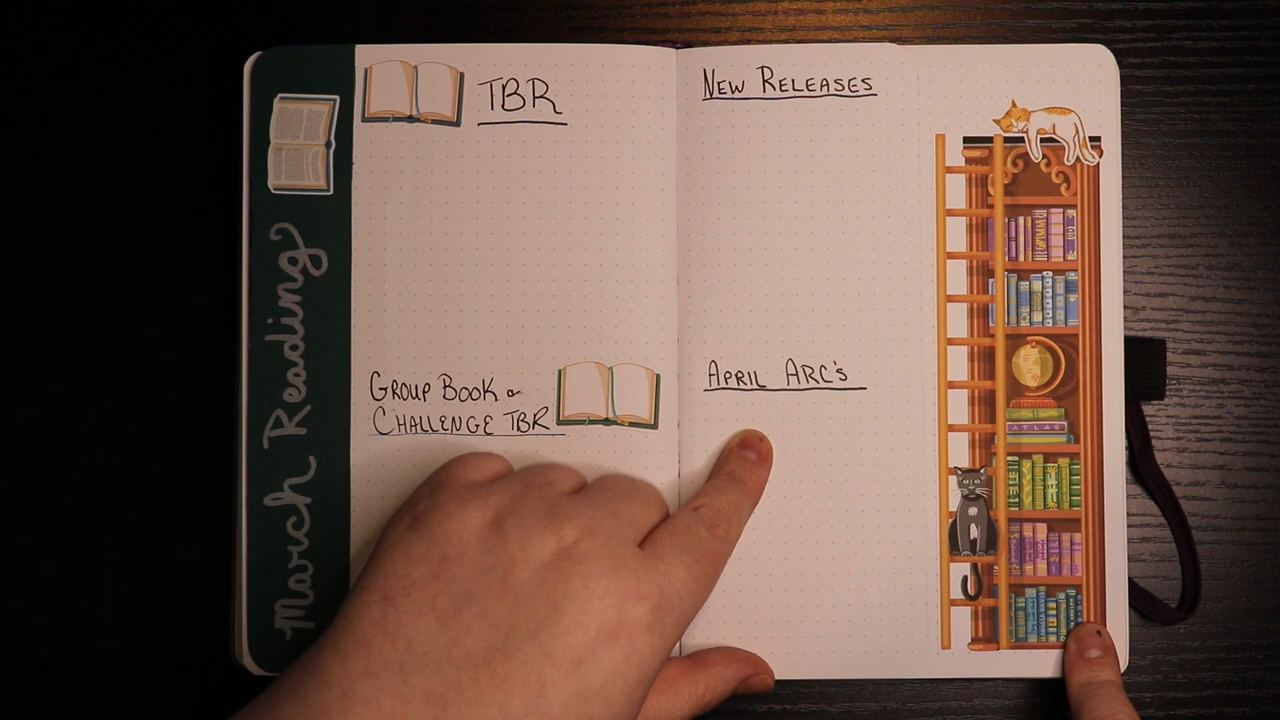 March Reading
TBR
Group Book &
Challenge TBR
New Releases
April ARC's
ATLAS